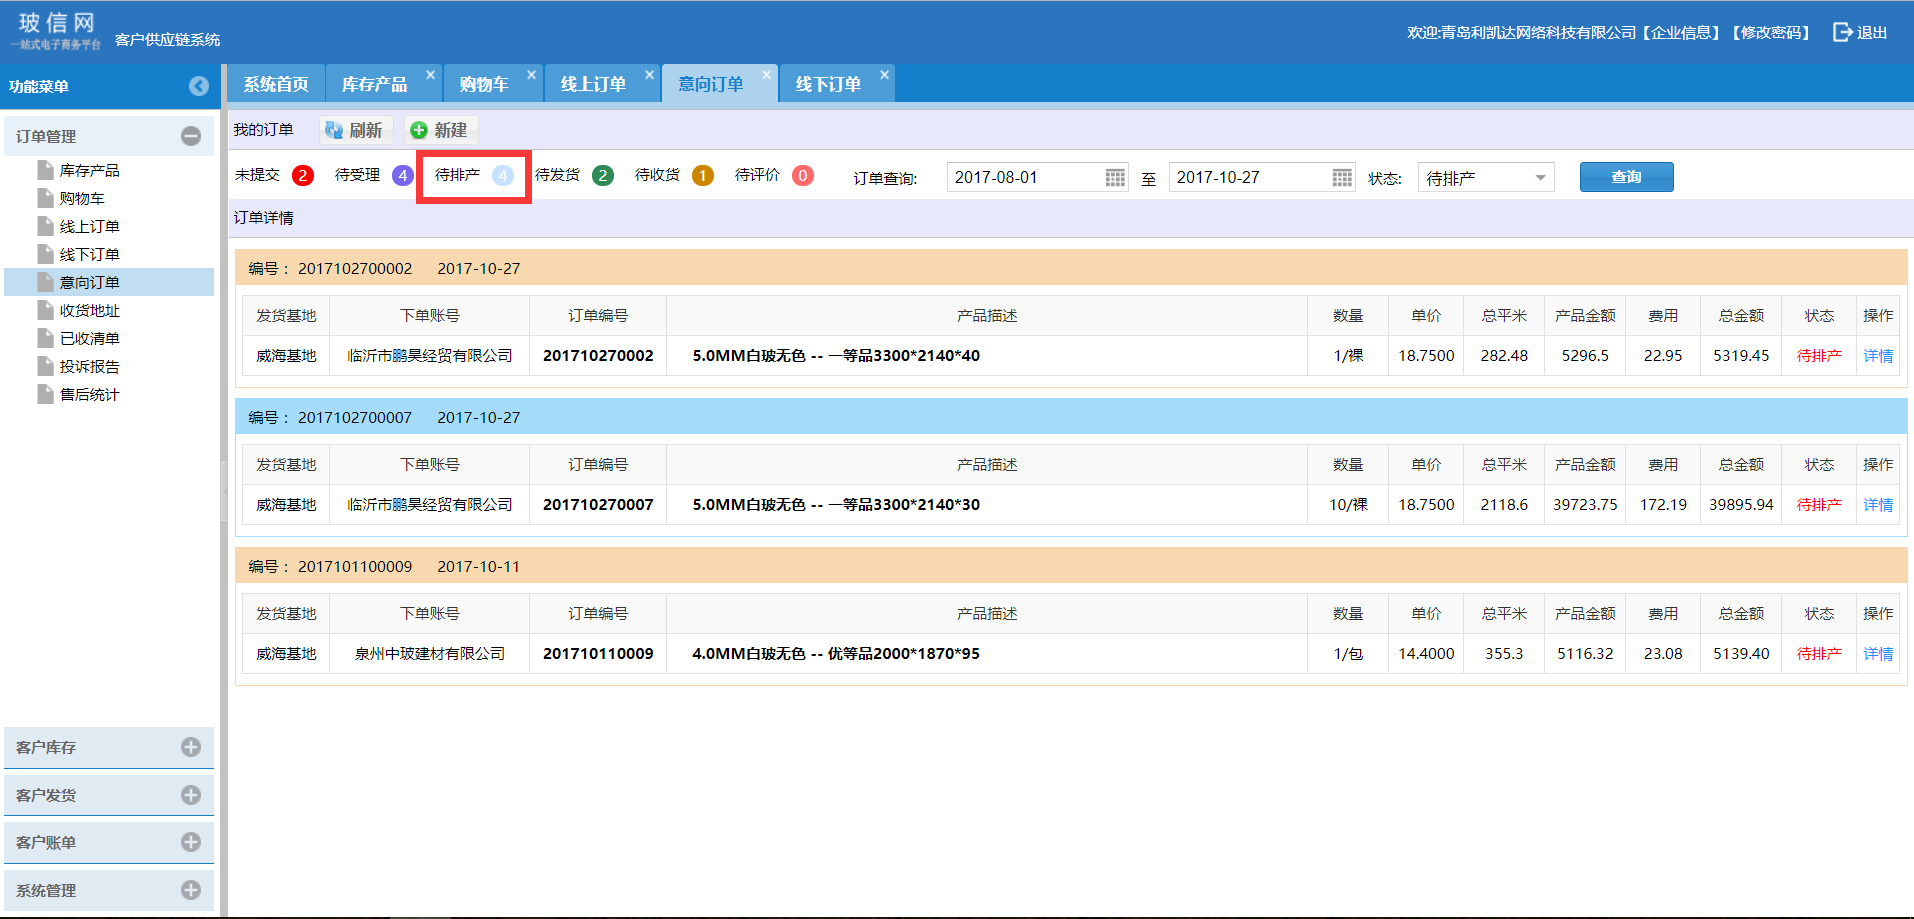 玻信网
一站式电子商务平台
客户供应链系统
欢迎:青岛利凯达网络科技有限公司【企业信息】【修改密码】 退出
功能菜单
系统首页 库存产品 购物车 线上订单 意向订单 线下订单
订单管理
库存产品
购物车
线上订单
线下订单
意向订单
收货地址
已收清单
投诉报告
售后统计
客户库存
客户发货
客户账单
系统管理
我的订单 刷新 新建
未提交 2 待受理 4 待排产 4 待发货 2 待收货 1 待评价 0 订单查询: 2017-08-01 至 2017-10-27 状态: 待排产 查询
订单详情
编号： 2017102700002 2017-10-27
发货基地 下单账号 订单编号 产品描述 数量 单价 总平米 产品金额 费用 总金额 状态 操作
威海基地 临沂市鹏昊经贸有限公司 201710270002 5.0MM白玻无色 -- 一等品3300*2140*40 1/裸 18.7500 282.48 5296.5 22.95 5319.45 待排产 详情
编号： 2017102700007 2017-10-27
发货基地 下单账号 订单编号 产品描述 数量 单价 总平米 产品金额 费用 总金额 状态 操作
威海基地 临沂市鹏昊经贸有限公司 201710270007 5.0MM白玻无色 -- 一等品3300*2140*30 10/裸 18.7500 2118.6 39723.75 172.19 39895.94 待排产 详情
编号： 2017101100009 2017-10-11
发货基地 下单账号 订单编号 产品描述 数量 单价 总平米 产品金额 费用 总金额 状态 操作
威海基地 泉州中玻建材有限公司 201710110009 4.0MM白玻无色 -- 优等品2000*1870*95 1/包 14.4000 355.3 5116.32 23.08 5139.40 待排产 详情